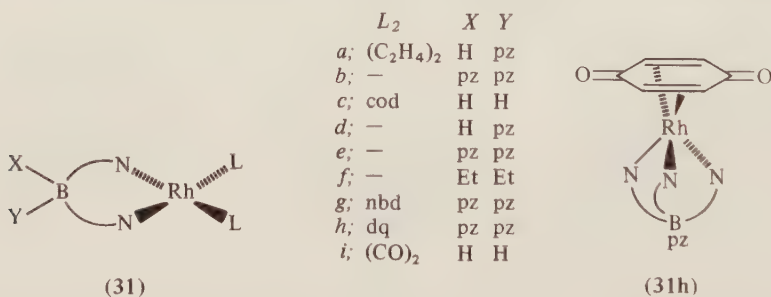 L₂ X Y
a; (C₂H₄)₂ H pz
b; — pz pz
c; cod H H
d; — H pz
e; — pz pz
f; — Et Et
g; nbd pz pz
h; dq pz pz
i; (CO)₂ H H
X
Y
B
N
N
Rh
L
L
(31)
O
O
Rh
N
N
N
B
pz
(31h)